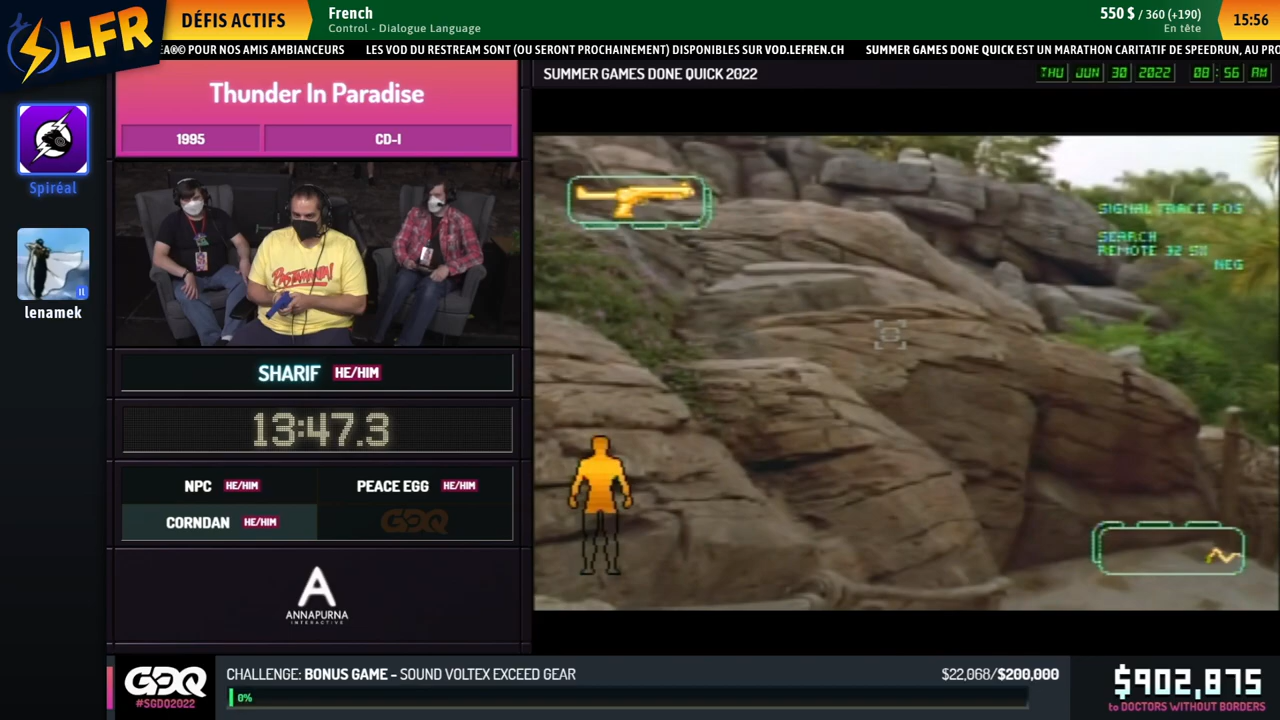 LFR
DÉFIS ACTIFS
French
Control - Dialogue Language
550 $ / 360 (+190)
En tête
15:56
POUR NOS AMIS AMBIANCEURS
LES VOD DU RESTREAM SONT (OU SERONT PROCHAINEMENT) DISPONIBLES SUR VOD.LEFREN.CH
SUMMER GAMES DONE QUICK EST UN MARATHON CARITATIF DE SPEEDRUN, AU
Thunder In Paradise
1995
CD-I
SUMMER GAMES DONE QUICK 2022
THU JUN 30 2022 08:56 AM
Spiréal
lenamek
SIGNAL TRACE POS
SEARCH
REMOTE 32 SW
NEG
SHARIF HE/HIM
13:47.3
NPC HE/HIM
PEACE EGG HE/HIM
CORNDAN HE/HIM
GDQ
A
ANNAPURNA
INTERACTIVE
GDQ
#SGDQ2022
CHALLENGE: BONUS GAME - SOUND VOLTEX EXCEED GEAR
$22,068/$200,000
0%
$902,875
to DOCTORS WITHOUT BORDERS